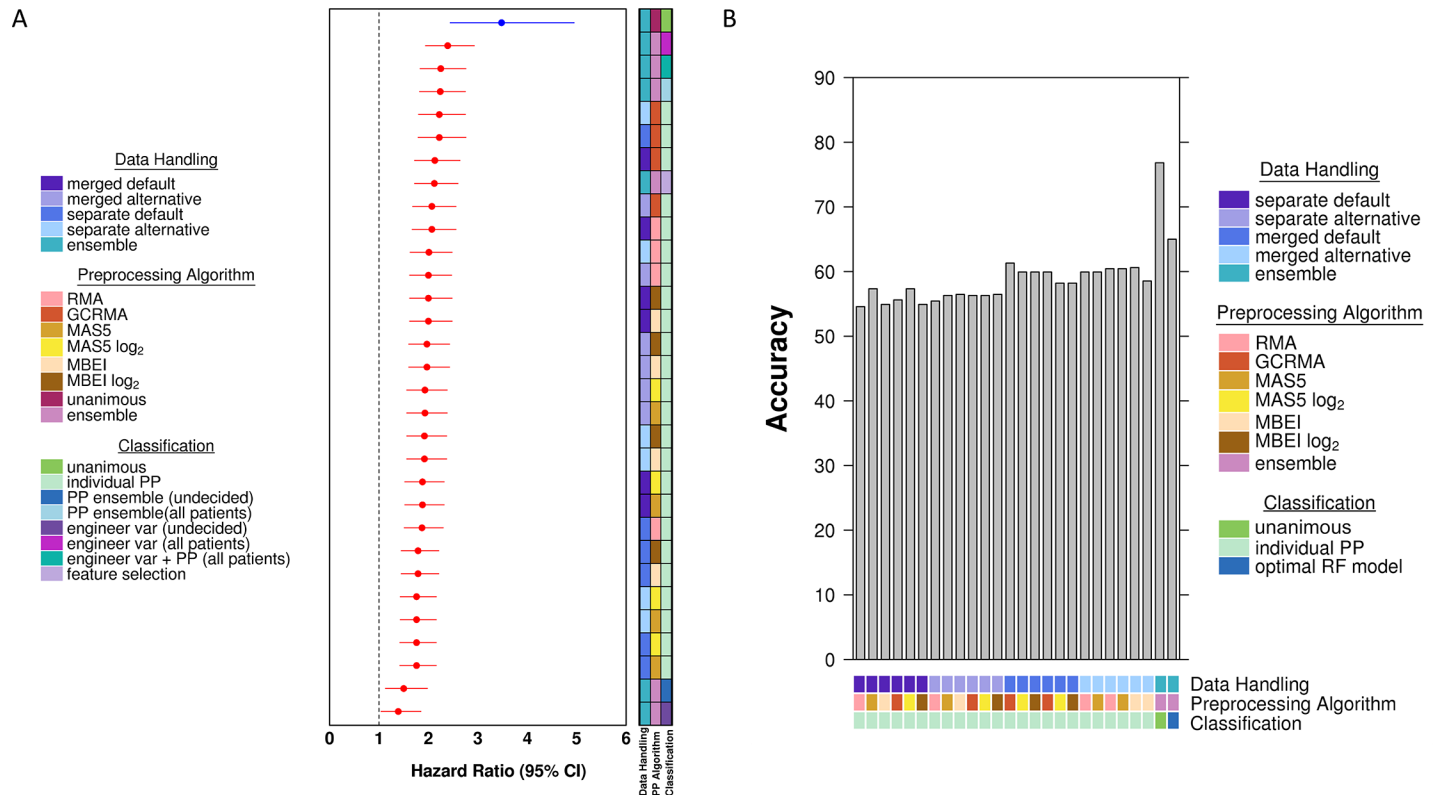 A
Data Handling
merged default
merged alternative
separate default
separate alternative
ensemble
Preprocessing Algorithm
RMA
GCRMA
MAS5
MAS5 log2
MBEI
MBEI log2
unanimous
ensemble
Classification
unanimous
individual PP
PP ensemble (undecided)
PP ensemble(all patients)
engineer var (undecided)
engineer var (all patients)
engineer var + PP (all patients)
feature selection
0 1 2 3 4 5 6
Hazard Ratio (95% CI)
Data Handling
PP Algorithm
Classification
B
90
80
70
60
50
40
30
20
10
0
Accuracy
Data Handling
Preprocessing Algorithm
Classification
Data Handling
separate default
separate alternative
merged default
merged alternative
ensemble
Preprocessing Algorithm
RMA
GCRMA
MAS5
MAS5 log2
MBEI
MBEI log2
ensemble
Classification
unanimous
individual PP
optimal RF model